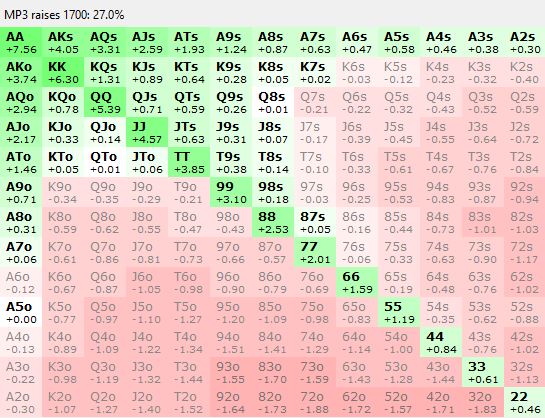 MP3 raises 1700: 27.0%
AA AKs AQs AJs ATs A9s A8s A7s A6s A5s A4s A3s A2s
+7.56 +4.05 +3.31 +2.59 +1.93 +1.24 +0.87 +0.63 +0.47 +0.58 +0.46 +0.38 +0.30
AKo KK KQs KJs KTs K9s K8s K7s K6s K5s K4s K3s K2s
+3.74 +6.30 +1.31 +0.89 +0.64 +0.28 +0.05 +0.02 -0.03 -0.12 -0.23 -0.32 -0.40
AQo KQo QQ QJs QTs Q9s Q8s Q7s Q6s Q5s Q4s Q3s Q2s
+2.94 +0.78 +5.39 +0.71 +0.59 +0.26 +0.01 -0.21 -0.22 -0.32 -0.43 -0.52 -0.59
AJo KJo QJo JJ JTs J9s J8s J7s J6s J5s J4s J3s J2s
+2.17 +0.33 +0.14 +4.57 +0.63 +0.31 +0.07 -0.17 -0.39 -0.45 -0.55 -0.64 -0.72
ATo KTo QTo JTo TT T9s T8s T7s T6s T5s T4s T3s T2s
+1.46 +0.05 +0.01 +0.06 +3.85 +0.38 +0.14 -0.10 -0.33 -0.61 -0.67 -0.76 -0.84
A9o K9o Q9o J9o T9o 99 98s 97s 96s 95s 94s 93s 92s
+0.71 -0.34 -0.35 -0.29 -0.21 +3.10 +0.18 -0.03 -0.25 -0.53 -0.83 -0.87 -0.94
A8o K8o Q8o J8o T8o 98o 88 87s 86s 85s 84s 83s 82s
+0.31 -0.59 -0.62 -0.55 -0.47 -0.43 +2.53 +0.05 -0.16 -0.44 -0.73 -1.01 -1.03
A7o K7o Q7o J7o T7o 97o 87o 77 76s 75s 74s 73s 72s
+0.06 -0.61 -0.86 -0.81 -0.73 -0.66 -0.57 +2.01 -0.06 -0.33 -0.63 -0.90 -1.17
A6o K6o Q6o J6o T6o 96o 86o 76o 66 65s 64s 63s 62s
-0.12 -0.67 -0.87 -1.05 -0.98 -0.90 -0.79 -0.69 +1.59 -0.19 -0.48 -0.76 -1.02
A5o K5o Q5o J5o T5o 95o 85o 75o 65o 55 54s 53s 52s
+0.00 -0.77 -0.97 -1.10 -1.27 -1.20 -1.09 -0.98 -0.83 +1.19 -0.35 -0.62 -0.88
A4o K4o Q4o J4o T4o 94o 84o 74o 64o 54o 44 43s 42s
-0.13 -0.89 -1.09 -1.22 -1.34 -1.51 -1.41 -1.29 -1.14 -1.00 +0.84 -0.76 -1.02
A3o K3o Q3o J3o T3o 93o 83o 73o 63o 53o 43o 33 32s
-0.22 -0.98 -1.19 -1.32 -1.44 -1.55 -1.70 -1.59 -1.43 -1.28 -1.44 +0.61 -1.13
A2o K2o Q2o J2o T2o 92o 82o 72o 62o 52o 42o 32o 22
-0.30 -1.07 -1.27 -1.40 -1.52 -1.64 -1.73 -1.88 -1.72 -1.57 -1.71 -1.83 +0.46